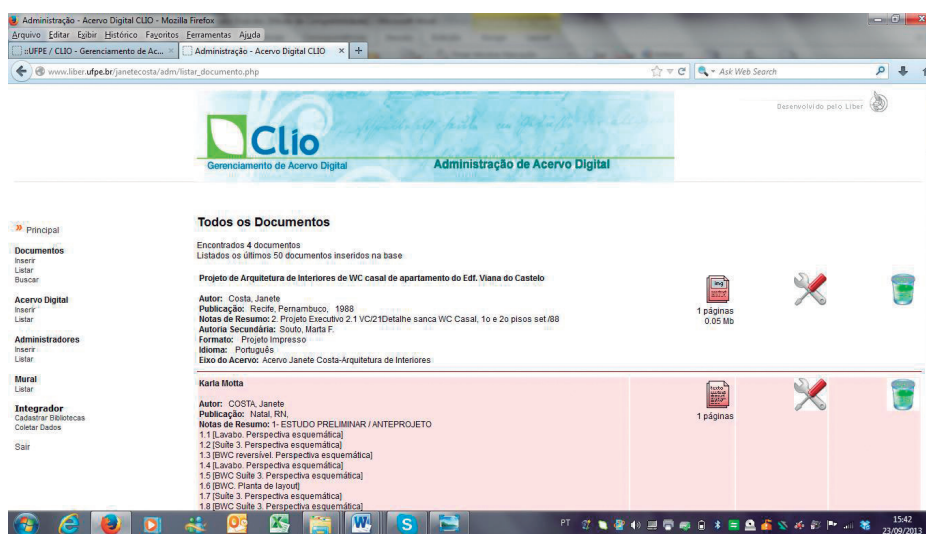 Administração - Acervo Digital CLIO - Mozilla Firefox
Arquivo Editar Exibir Histórico Favoritos Ferramentas Ajuda
::UFPE / CLIO - Gerenciamento de Ac...
Administração - Acervo Digital CLIO
www.liber.ufpe.br/janetecosta/adm/listar_documento.php
Ask Web Search
Desenvolvido pelo Liber
Clio
Gerenciamento de Acervo Digital
Administração de Acervo Digital
Principal
Documentos
Inserir
Listar
Buscar
Acervo Digital
Inserir
Listar
Administradores
Inserir
Listar
Mural
Listar
Integrador
Cadastrar Bibliotecas
Coletar Dados
Sair
Todos os Documentos
Encontrados 4 documentos
Listados os últimos 50 documentos inseridos na base
Projeto de Arquitetura de Interiores de WC casal de apartamento do Edf. Viana do Castelo
Autor: Costa, Janete
Publicação: Recife, Pernambuco, 1988
Notas de Resumo: 2. Projeto Executivo 2.1 VC/21Detalhe sanca WC Casal, 1o e 2o pisos set./88
Autoria Secundária: Souto, Marta F.
Formato: Projeto Impresso
Idioma: Português
Eixo do Acervo: Acervo Janete Costa-Arquitetura de Interiores
img
1 páginas
0.05 Mb
Karla Motta
Autor: COSTA, Janete
Publicação: Natal, RN,
Notas de Resumo: 1- ESTUDO PRELIMINAR / ANTEPROJETO
1.1 [Lavabo. Perspectiva esquemática]
1.2 [Suíte 3. Perspectiva esquemática]
1.3 [BWC reversível. Perspectiva esquemática]
1.4 [Lavabo. Perspectiva esquemática]
1.5 [BWC Suíte 3. Perspectiva esquemática]
1.6 [BWC. Planta de layout]
1.7 [Suíte 3. Perspectiva esquemática]
1.8 [BWC Suíte 3. Perspectiva esquemática]
texto
1 páginas
PT
15:42
23/09/2013